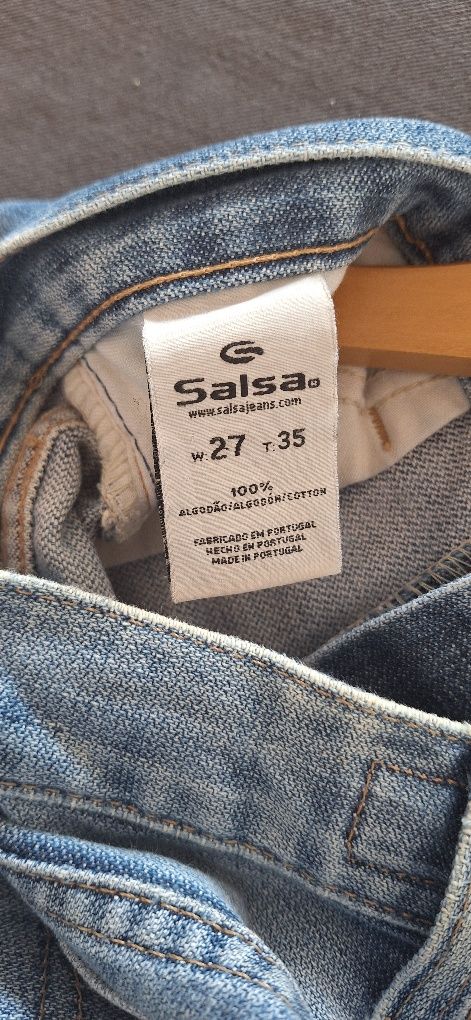 Salsa®
www.salsajeans.com
W: 27 T: 35
100%
ALGODÃO/ALGODÓN/COTTON
FABRICADO EM PORTUGAL
HECHO EN PORTUGAL
MADE IN PORTUGAL